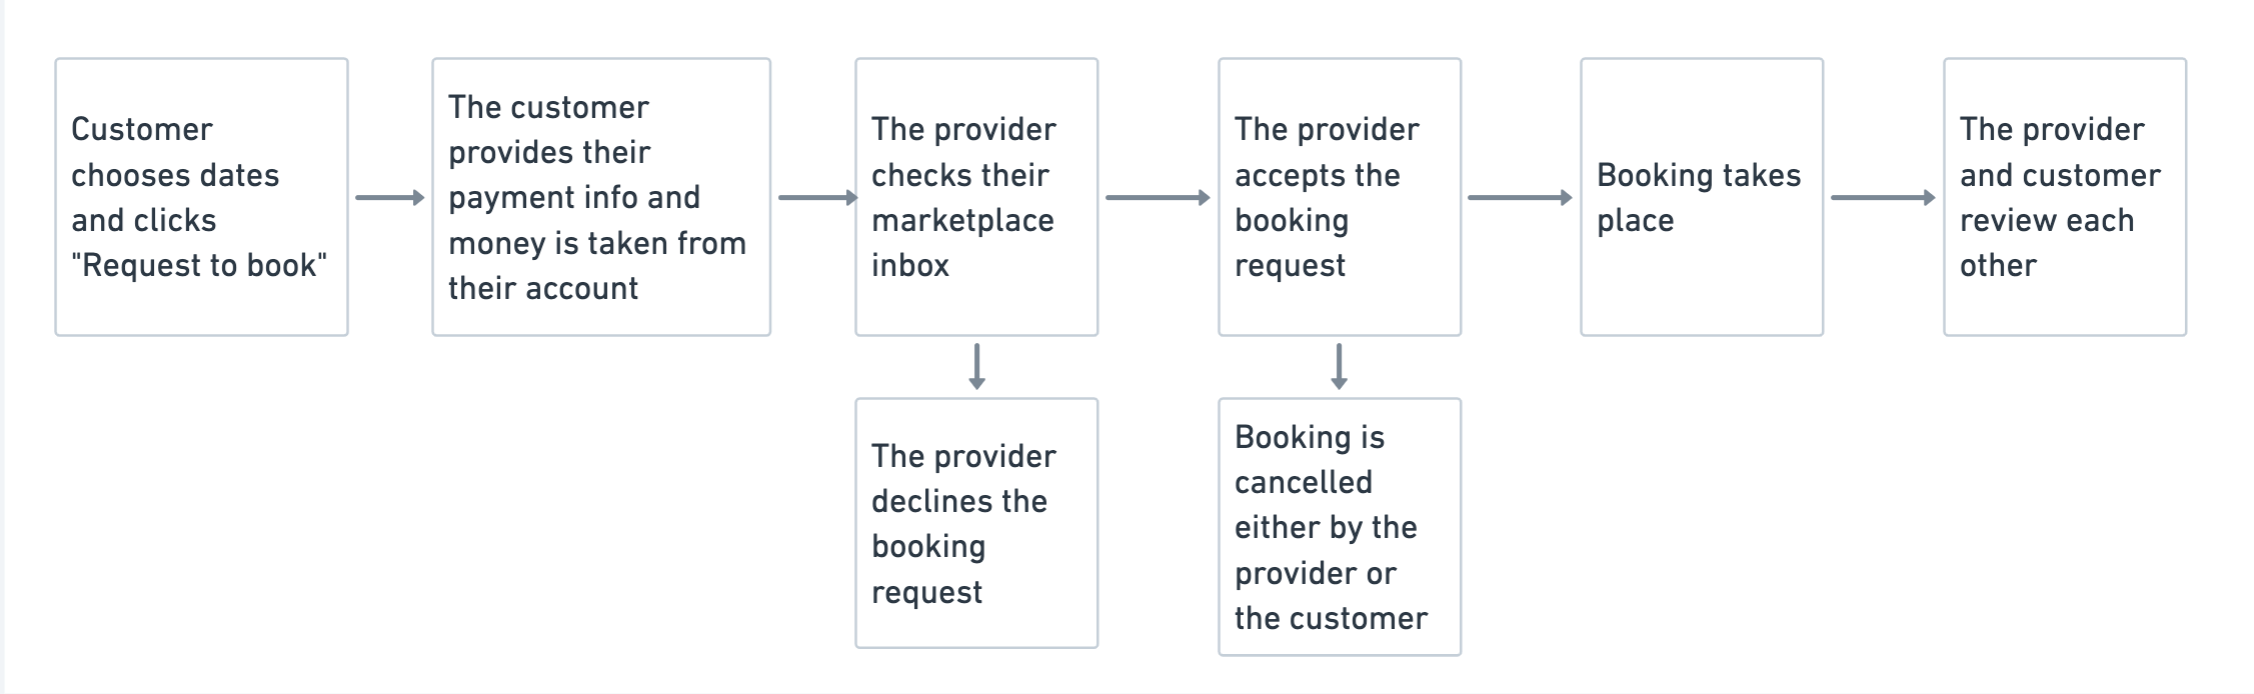 Customer
chooses dates
and clicks
"Request to book"
The customer
provides their
payment info and
money is taken from
their account
The provider
checks their
marketplace
inbox
The provider
accepts the
booking
request
Booking takes
place
The provider
and customer
review each
other
The provider
declines the
booking
request
Booking is
cancelled
either by the
provider or
the customer